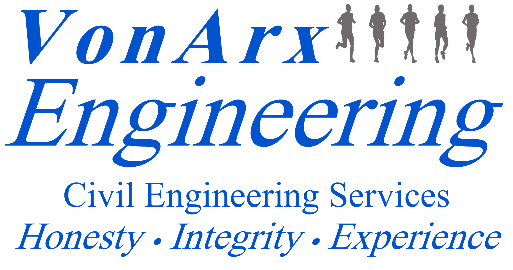 VonArx
Engineering
Civil Engineering Services
Honesty • Integrity • Experience